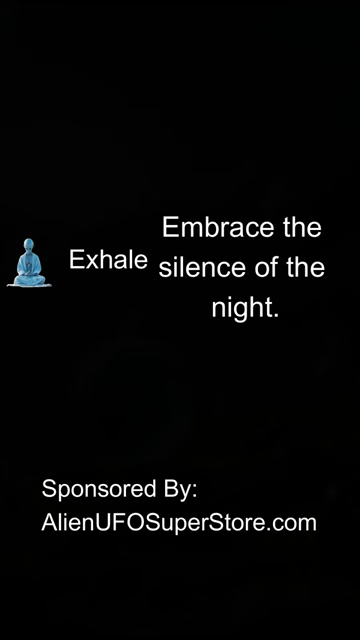 Exhale
Embrace the
silence of the
night.
Sponsored By:
AlienUFOSuperStore.com